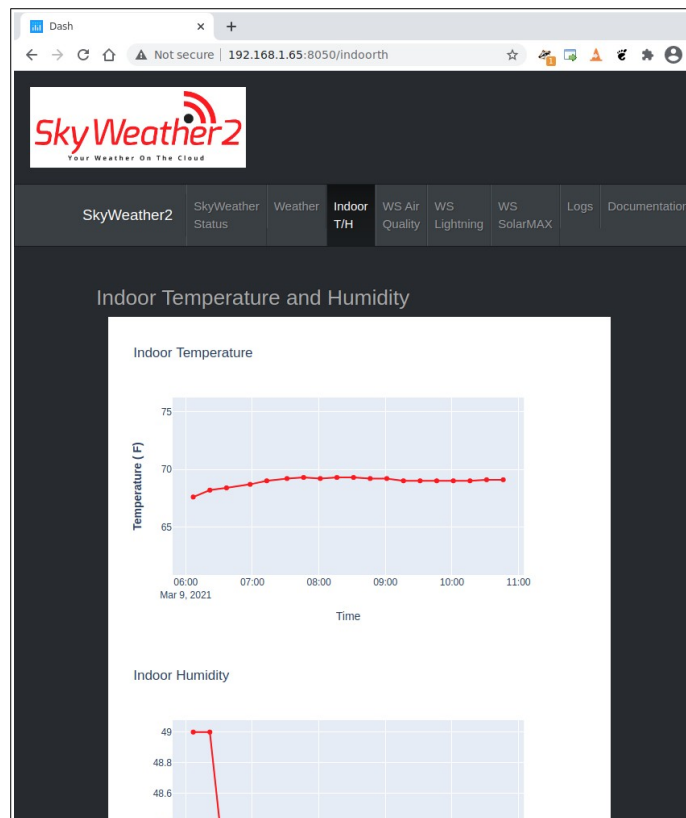 Dash
Not secure | 192.168.1.65:8050/indoorth
1
SkyWeather2
Your Weather On The Cloud
SkyWeather2
SkyWeather Status
Weather
Indoor T/H
WS Air Quality
WS Lightning
WS SolarMAX
Logs
Documentation
Indoor Temperature and Humidity
Indoor Temperature
75
70
65
Temperature ( F)
06:00 07:00 08:00 09:00 10:00 11:00
Mar 9, 2021
Time
Indoor Humidity
49
48.8
48.6